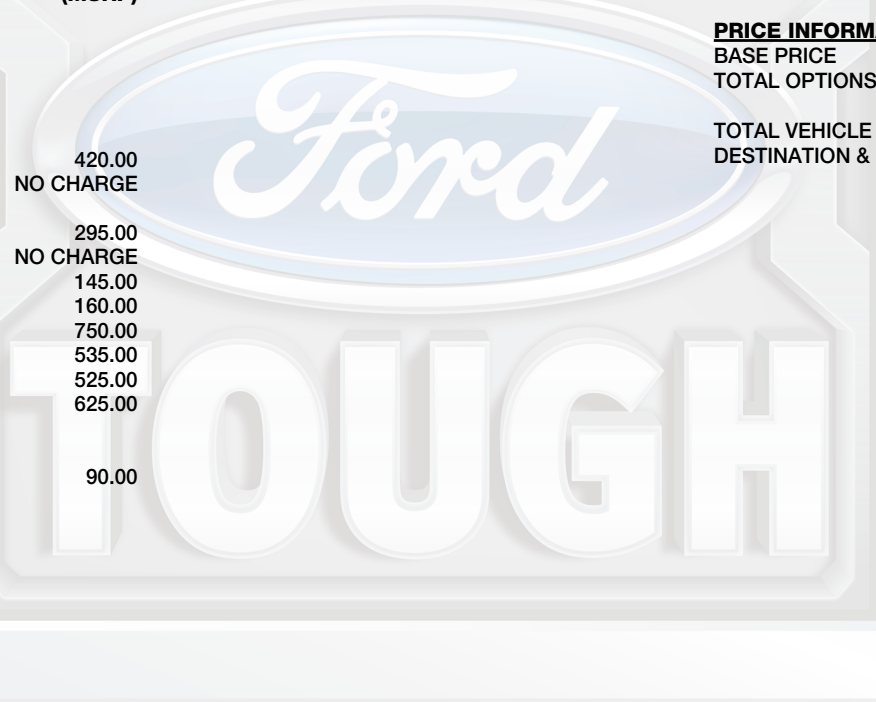 420.00
NO CHARGE
295.00
NO CHARGE
145.00
160.00
750.00
535.00
525.00
625.00
90.00
PRICE
BASE PRICE
TOTAL OPTIONS
TOTAL VEHICLE
DESTINATION &
Ford
TOUGH